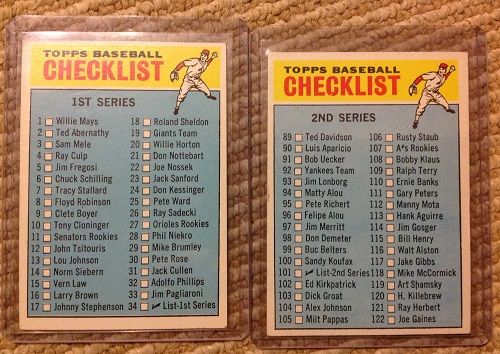 TOPPS BASEBALL
CHECKLIST
1ST SERIES
1 Willie Mays
2 Ted Abernathy
3 Sam Mele
4 Ray Culp
5 Jim Fregosi
6 Chuck Schilling
7 Tracy Stallard
8 Floyd Robinson
9 Clete Boyer
10 Tony Cloninger
11 Senators Rookies
12 John Tsitouris
13 Lou Johnson
14 Norm Siebern
15 Vern Law
16 Larry Brown
17 Johnny Stephenson
18 Roland Sheldon
19 Giants Team
20 Willie Horton
21 Don Nottebart
22 Joe Nossek
23 Jack Sanford
24 Don Kessinger
25 Pete Ward
26 Ray Sadecki
27 Orioles Rookies
28 Phil Niekro
29 Mike Brumley
30 Pete Rose
31 Jack Cullen
32 Adolfo Phillips
33 Jim Pagliaroni
34 List-1st Series
TOPPS BASEBALL
CHECKLIST
2ND SERIES
89 Ted Davidson
90 Luis Aparicio
91 Bob Uecker
92 Yankees Team
93 Jim Lonborg
94 Matty Alou
95 Pete Richert
96 Felipe Alou
97 Jim Merritt
98 Don Demeter
99 Buc Belters
100 Sandy Koufax
101 List-2nd Series
102 Ed Kirkpatrick
103 Dick Groat
104 Alex Johnson
105 Milt Pappas
106 Rusty Staub
107 A's Rookies
108 Bobby Klaus
109 Ralph Terry
110 Ernie Banks
111 Gary Peters
112 Manny Mota
113 Hank Aguirre
114 Jim Gosger
115 Bill Henry
116 Walt Alston
117 Jake Gibbs
118 Mike McCormick
119 Art Shamsky
120 H. Killebrew
121 Ray Herbert
122 Joe Gaines